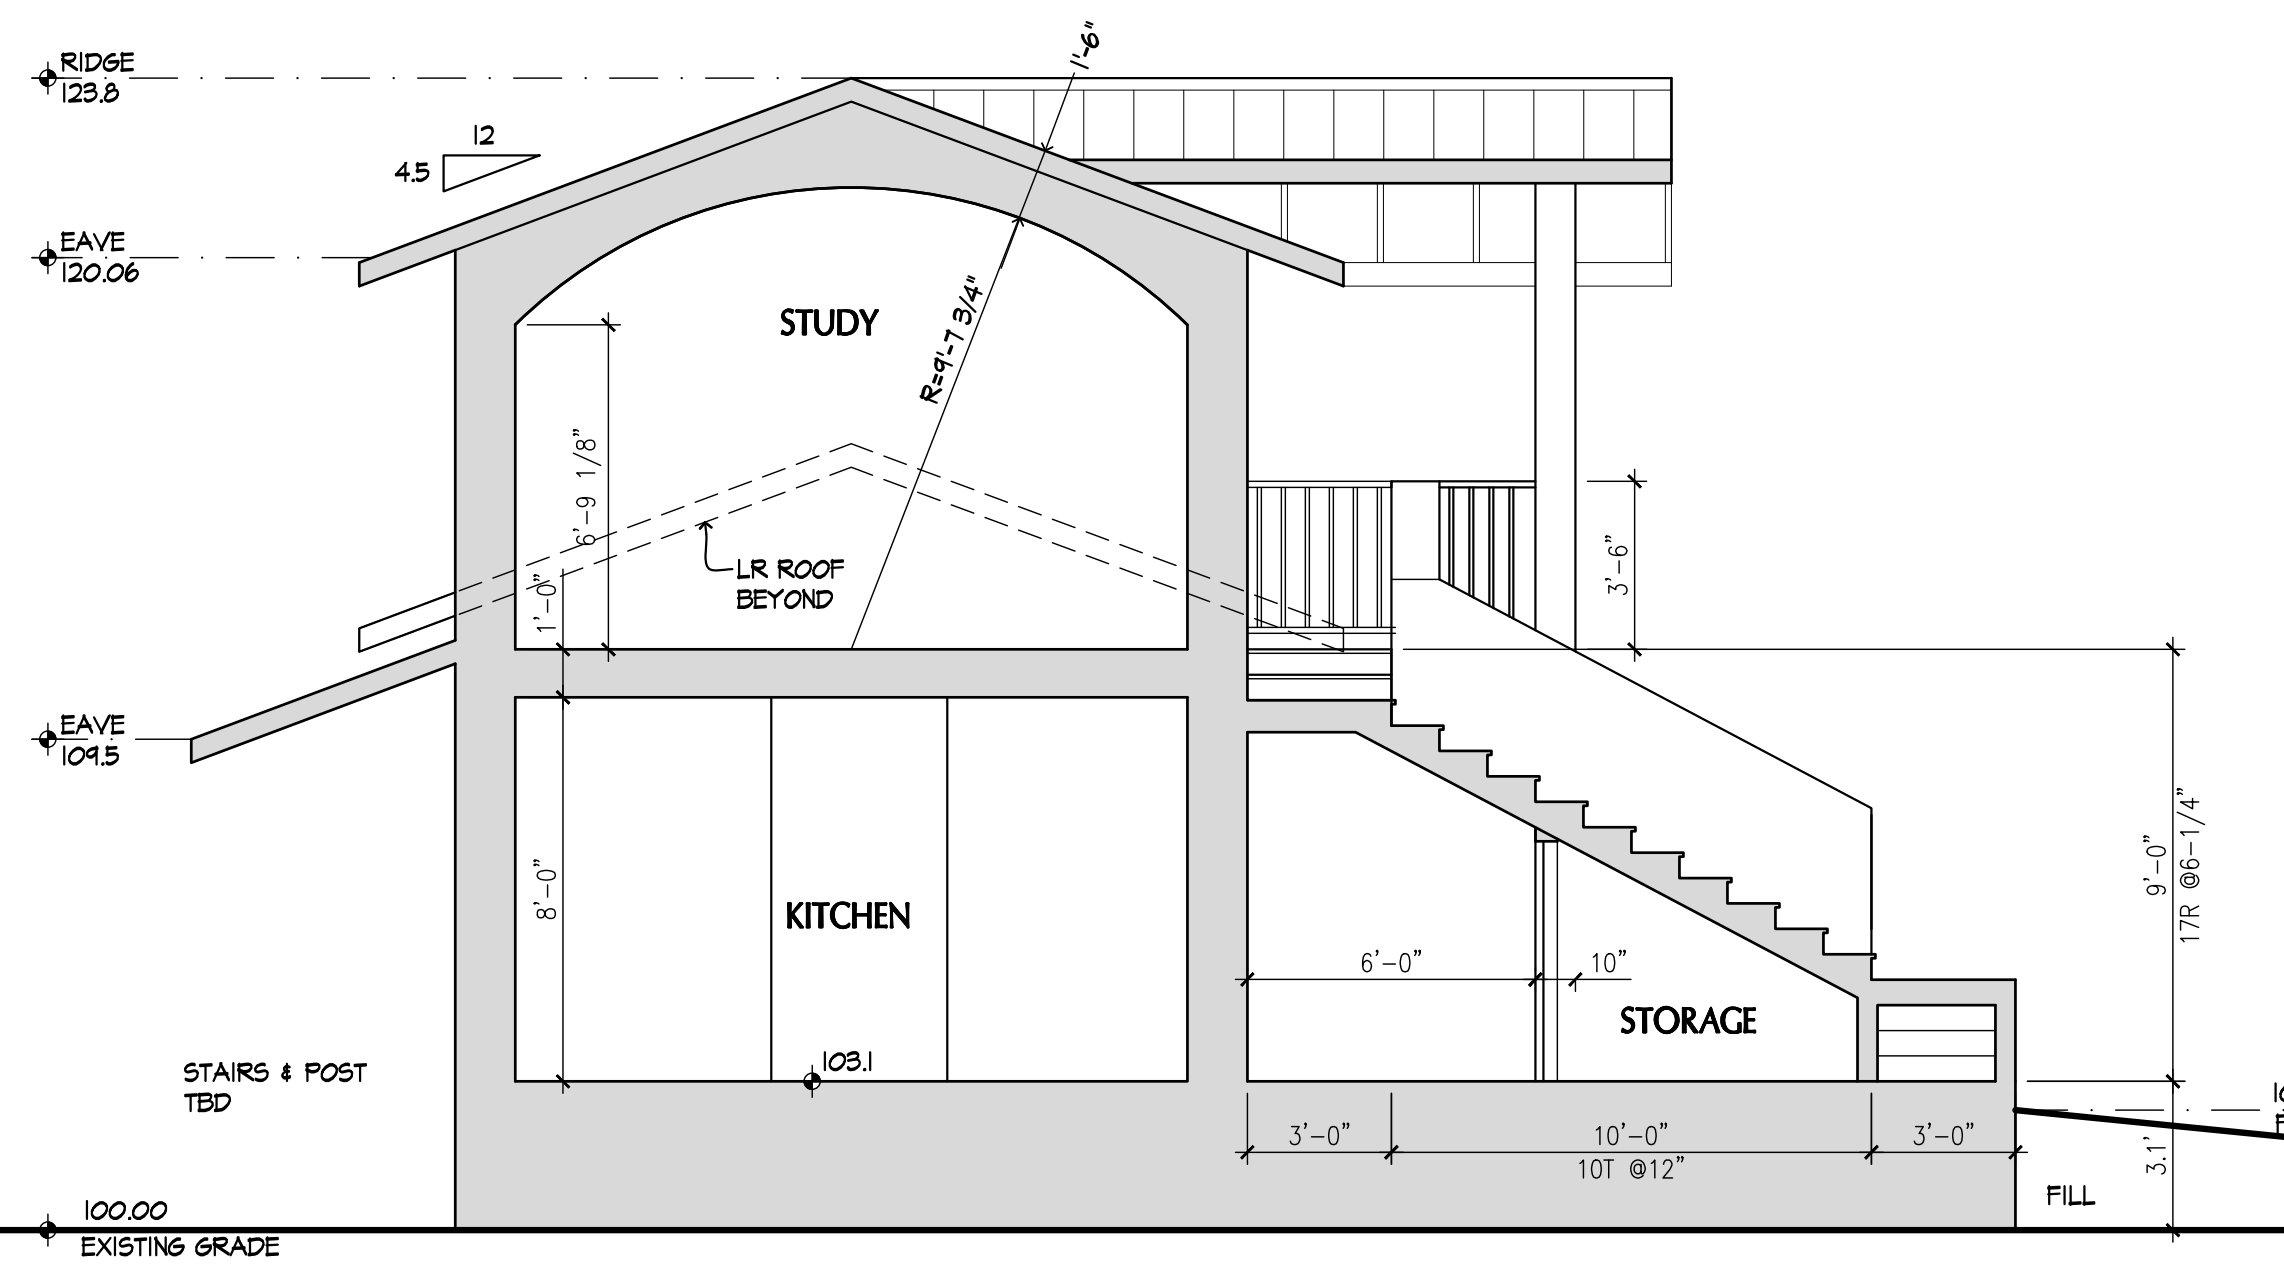 1'-6"
RIDGE
123.8
12
4.5
EAVE
120.06
STUDY
R=9'-7 3/4"
6'-9 1/8"
LR ROOF
BEYOND
1'-0"
3'-6"
EAVE
109.5
8'-0"
KITCHEN
9'-0"
17R @6-1/4"
6'-0"
10"
STORAGE
103.1
STAIRS & POST
TBD
3'-0"
10'-0"
3'-0"
10T @12"
3.1'
FILL
100.00
EXISTING GRADE